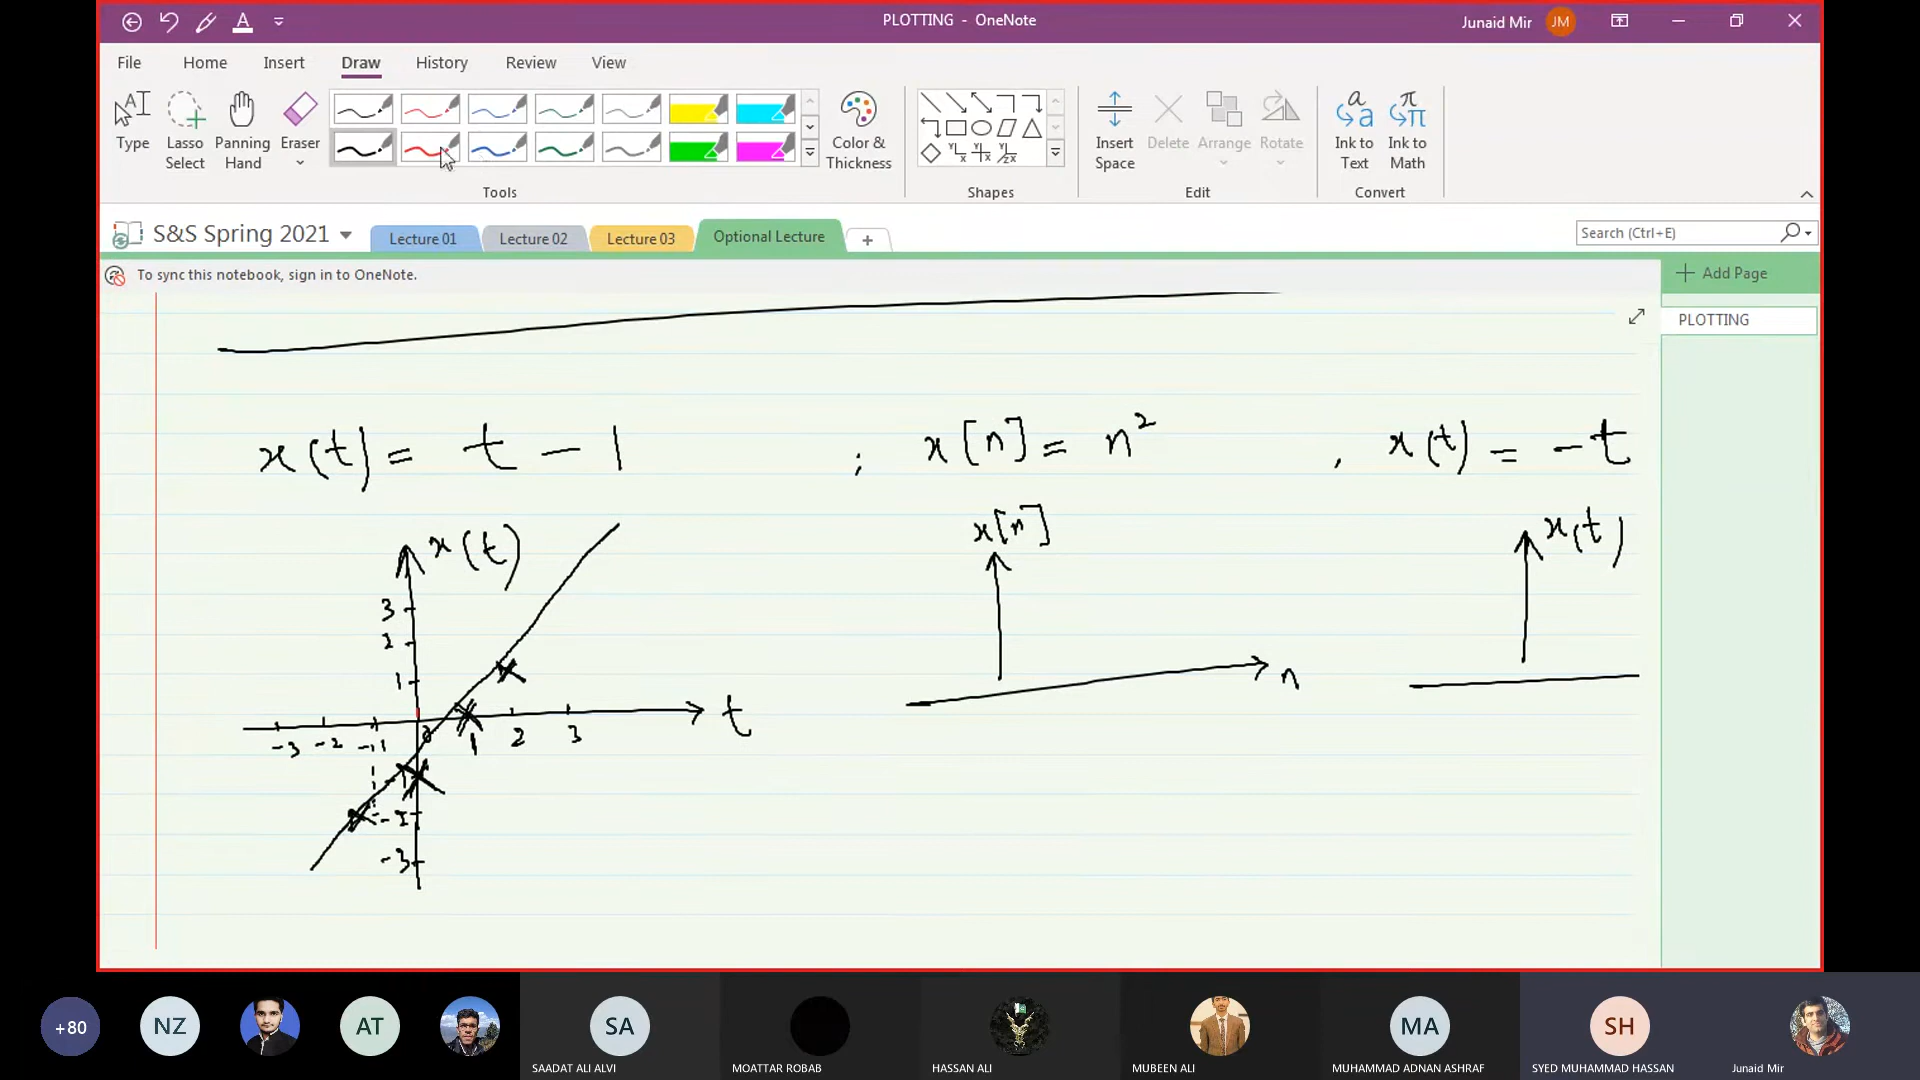 PLOTTING - OneNote
Junaid Mir JM
File Home Insert Draw History Review View
Type
Lasso Select
Panning Hand
Eraser
Color & Thickness
Insert Space
Delete
Arrange
Rotate
Ink to Text
Ink to Math
Tools
Shapes
Edit
Convert
S&S Spring 2021
Lecture 01
Lecture 02
Lecture 03
Optional Lecture
Search (Ctrl+E)
To sync this notebook, sign in to OneNote.
Add Page
PLOTTING
x(t) = t - 1 ; x[n] = n² , x(t) = -t
x(t)
x[n]
x(t)
3
2
1
t
n
-3 -2 -1 0 1 2 3
-1
-2
-3
+80
NZ
AT
SA
MA
SH
SAADAT ALI ALVI
MOATTAR ROBAB
HASSAN ALI
MUBEEN ALI
MUHAMMAD ADNAN ASHRAF
SYED MUHAMMAD HASSAN
Junaid Mir